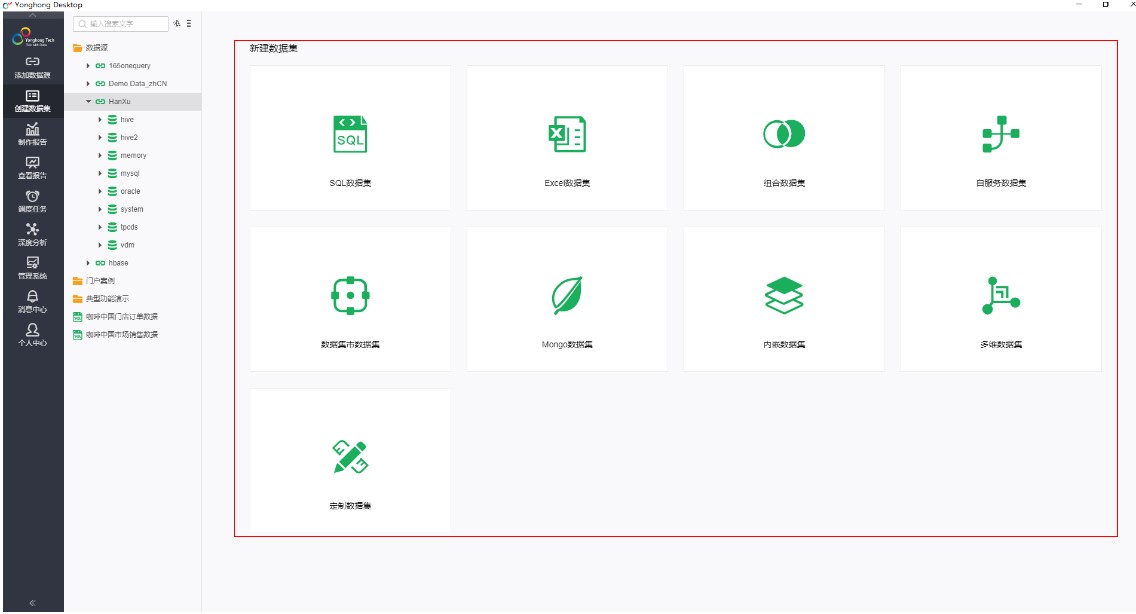 Yonghong Desktop
Yonghong Tech
添加数据源
创建数据集
制作报告
查看报告
调度任务
深度分析
管理系统
消息中心
个人中心
输入搜索文字
数据源
165onequery
Demo Data_zhCN
HanXu
hive
hive2
memory
mysql
oracle
system
tpcds
vdm
hbase
门户案例
典型功能演示
咖啡中国门店订单数据
咖啡中国市场销售数据
新建数据集
SQL
SQL数据集
Excel数据集
组合数据集
自服务数据集
数据集市数据集
Mongo数据集
内嵌数据集
多维数据集
定制数据集